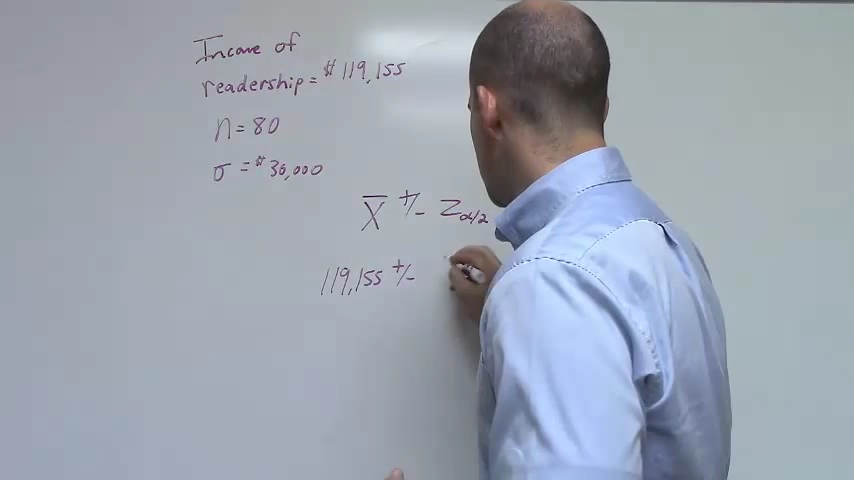 Income of
readership = $119,155
n = 80
σ = $30,000
X̄ +/- Zα/2
119,155 +/-